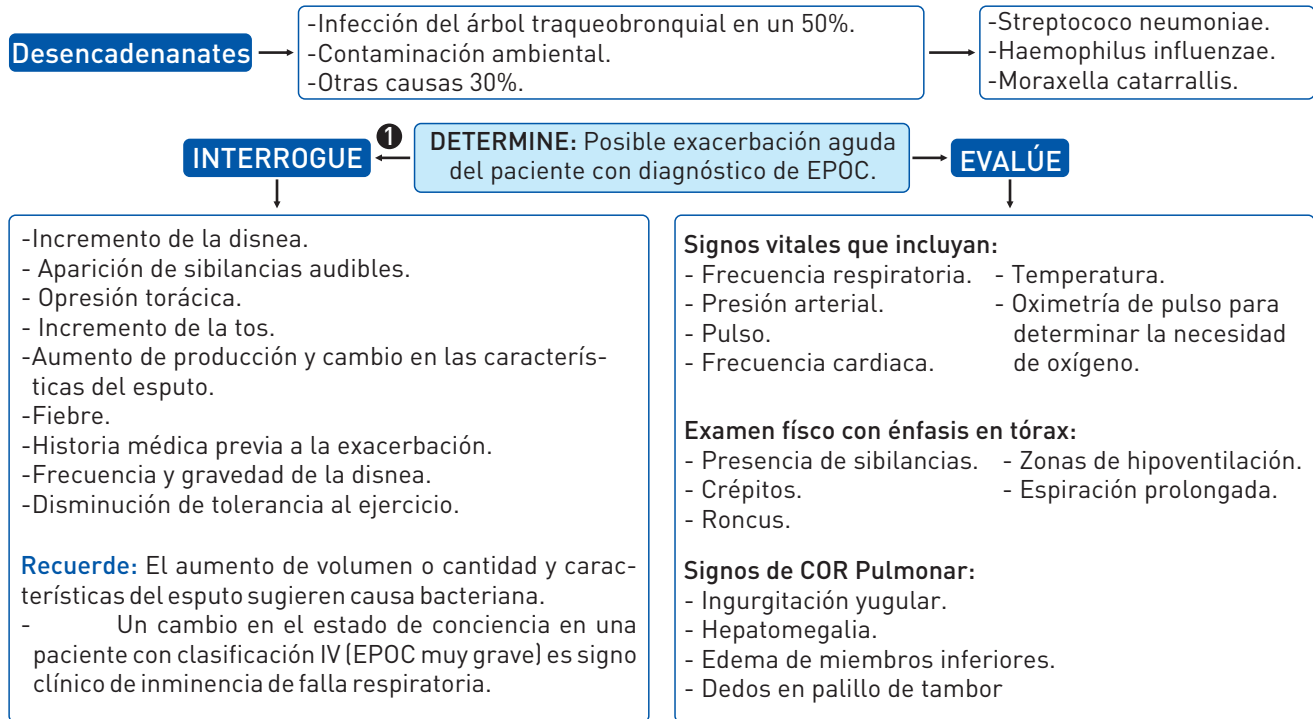 Desencadenanates
-Infección del árbol traqueobronquial en un 50%.
-Contaminación ambiental.
-Otras causas 30%.
-Streptococo neumoniae.
-Haemophilus influenzae.
-Moraxella catarrallis.
INTERROGUE
1
DETERMINE: Posible exacerbación aguda
del paciente con diagnóstico de EPOC.
EVALÚE
-Incremento de la disnea.
- Aparición de sibilancias audibles.
- Opresión torácica.
- Incremento de la tos.
-Aumento de producción y cambio en las caracterís-
ticas del esputo.
-Fiebre.
-Historia médica previa a la exacerbación.
-Frecuencia y gravedad de la disnea.
-Disminución de tolerancia al ejercicio.
Recuerde: El aumento de volumen o cantidad y carac-
terísticas del esputo sugieren causa bacteriana.
- Un cambio en el estado de conciencia en una
paciente con clasificación IV (EPOC muy grave) es signo
clínico de inminencia de falla respiratoria.
Signos vitales que incluyan:
- Frecuencia respiratoria.
- Presión arterial.
- Pulso.
- Frecuencia cardiaca.
- Temperatura.
- Oximetría de pulso para
determinar la necesidad
de oxígeno.
Examen físco con énfasis en tórax:
- Presencia de sibilancias.
- Crépitos.
- Roncus.
- Zonas de hipoventilación.
- Espiración prolongada.
Signos de COR Pulmonar:
- Ingurgitación yugular.
- Hepatomegalia.
- Edema de miembros inferiores.
- Dedos en palillo de tambor